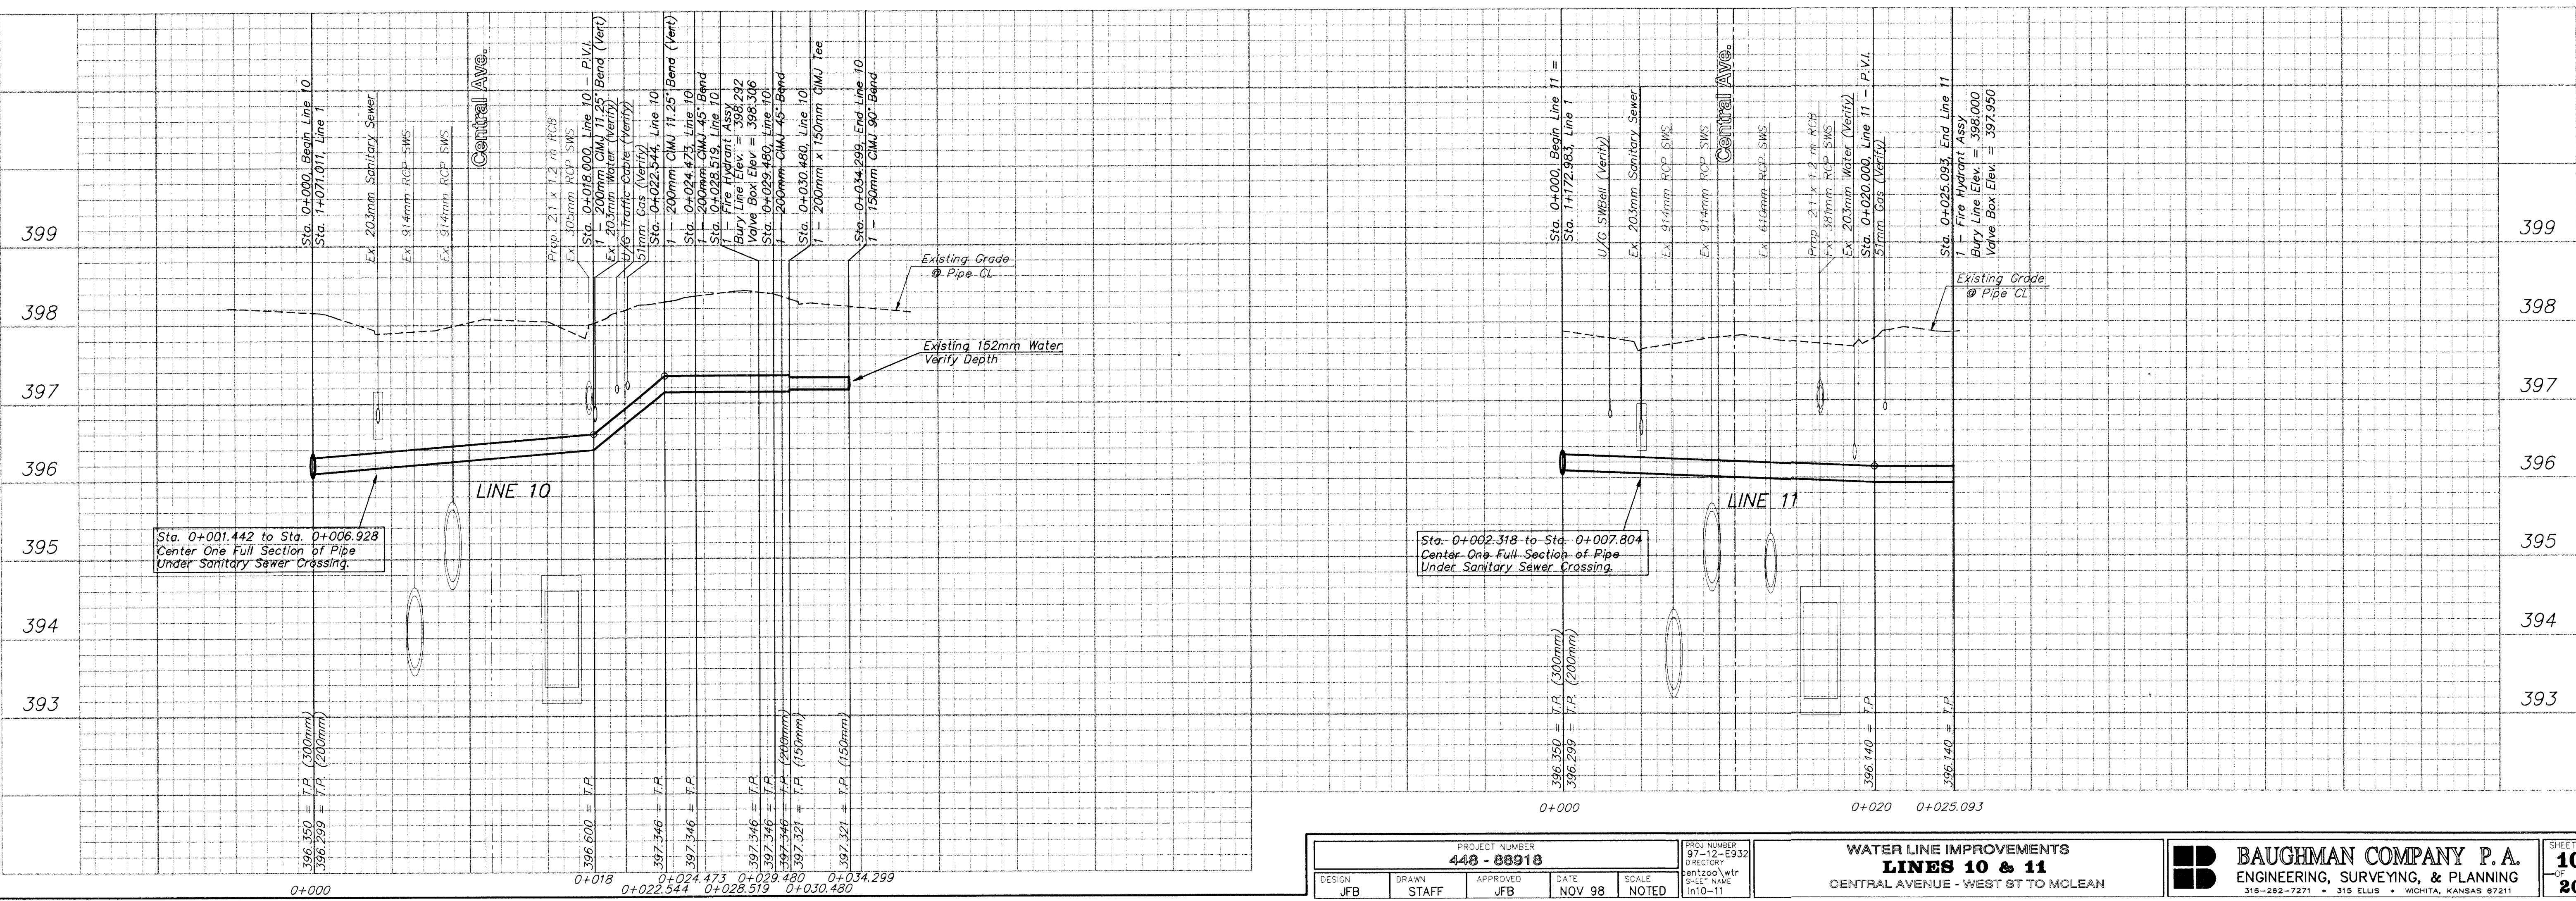 399
398
397
396
395
394
393
Sta. 0+000, Begin Line 10
Sta. 1+071.011, Line 1
Ex. 203mm Sanitary Sewer
Ex. 914mm RCP SWS
Ex. 914mm RCP SWS
Central Ave.
Prop. 2.1 x 1.2 m RCB
Ex. 305mm RCP SWS
Sta. 0+018.000, Line 10 - P.V.I.
1 - 200mm CIMJ 11.25° Bend (Vert)
Ex. 203mm Water (Verify)
U/G Traffic Cable (Verify)
51mm Gas (Verify)
Sta. 0+022.544, Line 10
1 - 200mm CIMJ 11.25° Bend (Vert)
Sta. 0+024.473, Line 10
1 - 200mm CIMJ 45° Bend
Sta. 0+028.519, Line 10
1 - Fire Hydrant Assy
Bury Line Elev. = 398.292
Valve Box Elev = 398.306
Sta. 0+029.480, Line 10
1 - 200mm CIMJ 45° Bend
Sta. 0+030.480, Line 10
1 - 200mm x 150mm CIMJ Tee
Sta. 0+034.299, End Line 10
1 - 150mm CIMJ 90° Bend
Existing Grade
@ Pipe CL
Existing 152mm Water
Verify Depth
LINE 10
Sta. 0+001.442 to Sta. 0+006.928
Center One Full Section of Pipe
Under Sanitary Sewer Crossing.
396.350 = T.P. (300mm)
396.299 = T.P. (200mm)
396.600 = T.P.
397.346 = T.P.
397.346 = T.P.
397.346 = T.P.
397.346 = T.P.
397.346 = T.P. (200mm)
397.321 = T.P. (150mm)
397.321 = T.P. (150mm)
0+000
0+018
0+022.544
0+024.473
0+028.519
0+029.480
0+030.480
0+034.299
Sta. 0+000, Begin Line 11 =
Sta. 1+172.983, Line 1
U/G SWBell (Verify)
Ex. 203mm Sanitary Sewer
Ex. 914mm RCP SWS
Ex. 914mm RCP SWS
Central Ave.
Ex. 610mm RCP SWS
Prop. 2.1 x 1.2 m RCB
Ex. 381mm RCP SWS
Ex. 203mm Water (Verify)
Sta. 0+020.000, Line 11 - P.V.I.
51mm Gas (Verify)
Sta. 0+025.093, End Line 11
1 - Fire Hydrant Assy
Bury Line Elev. = 398.000
Valve Box Elev. = 397.950
Existing Grade
@ Pipe CL
LINE 11
Sta. 0+002.318 to Sta. 0+007.804
Center One Full Section of Pipe
Under Sanitary Sewer Crossing.
396.350 = T.P. (300mm)
396.299 = T.P. (200mm)
396.140 = T.P.
396.140 = T.P.
0+000
0+020
0+025.093
399
398
397
396
395
394
393
PROJECT NUMBER
448 - 88918
DESIGN
JFB
DRAWN
STAFF
APPROVED
JFB
DATE
NOV 98
SCALE
NOTED
PROJ NUMBER
97-12-E932
DIRECTORY
centzoo\wtr
SHEET NAME
ln10-11
WATER LINE IMPROVEMENTS
LINES 10 & 11
CENTRAL AVENUE - WEST ST TO MCLEAN
BAUGHMAN COMPANY P. A.
ENGINEERING, SURVEYING, & PLANNING
316-262-7271 • 315 ELLIS • WICHITA, KANSAS 67211
SHEET
10
OF
20